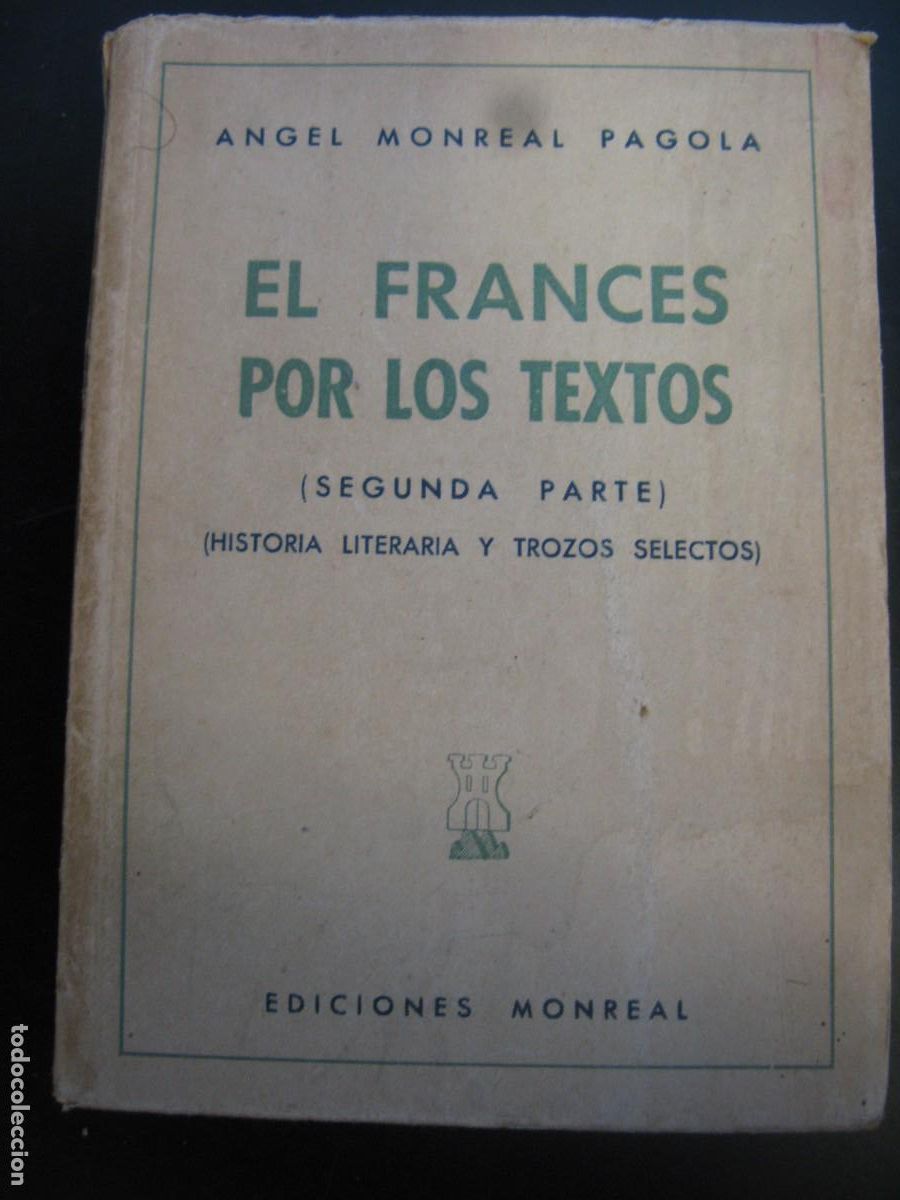 ANGEL MONREAL PAGOLA
EL FRANCES
POR LOS TEXTOS
(SEGUNDA PARTE)
(HISTORIA LITERARIA Y TROZOS SELECTOS)
EDICIONES MONREAL
todocoleccion